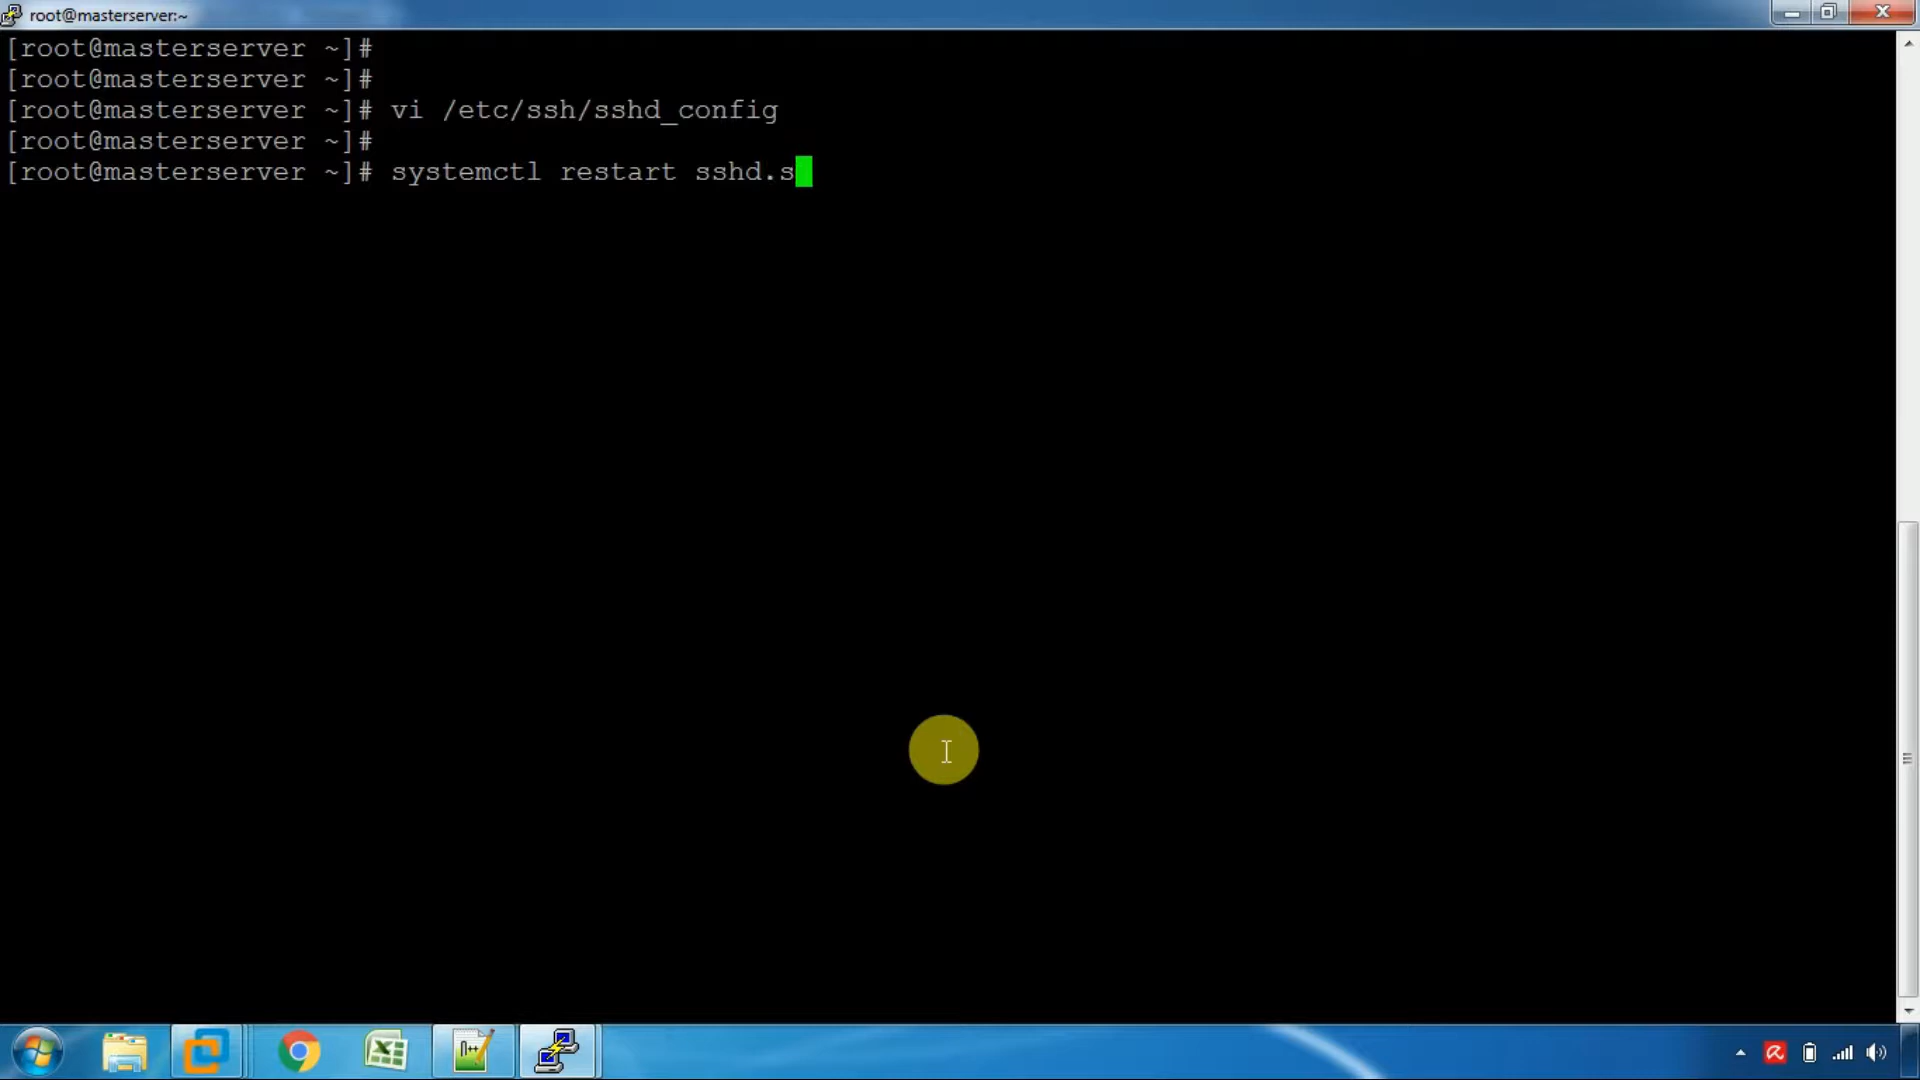 root@masterserver:~
[root@masterserver ~]#
[root@masterserver ~]#
[root@masterserver ~]# vi /etc/ssh/sshd_config
[root@masterserver ~]#
[root@masterserver ~]# systemctl restart sshd.s